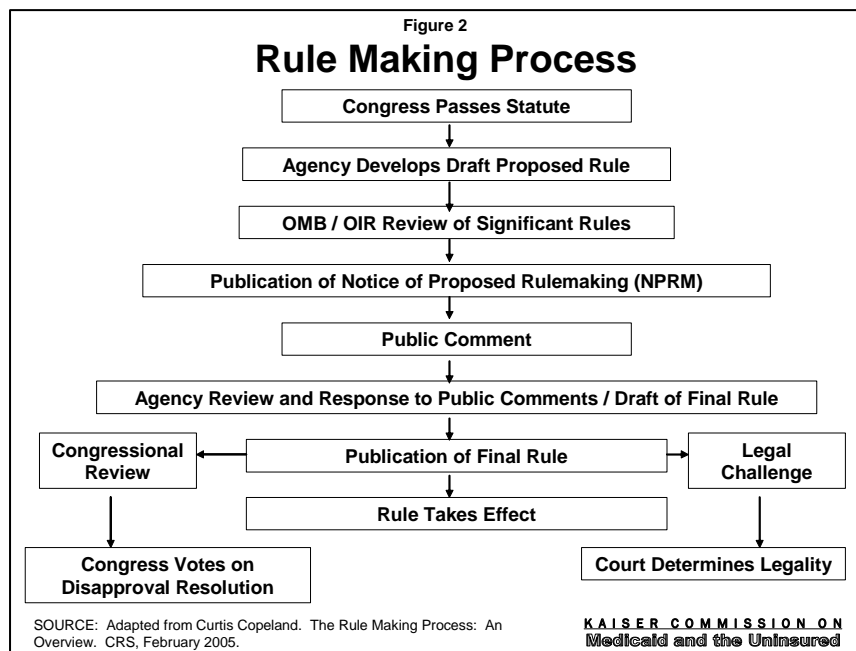 Figure 2
Rule Making Process
Congress Passes Statute
Agency Develops Draft Proposed Rule
OMB / OIR Review of Significant Rules
Publication of Notice of Proposed Rulemaking (NPRM)
Public Comment
Agency Review and Response to Public Comments / Draft of Final Rule
Congressional
Review
Publication of Final Rule
Legal
Challenge
Rule Takes Effect
Congress Votes on
Disapproval Resolution
Court Determines Legality
SOURCE: Adapted from Curtis Copeland. The Rule Making Process: An
Overview. CRS, February 2005.
KAISER COMMISSION ON
Medicaid and the Uninsured